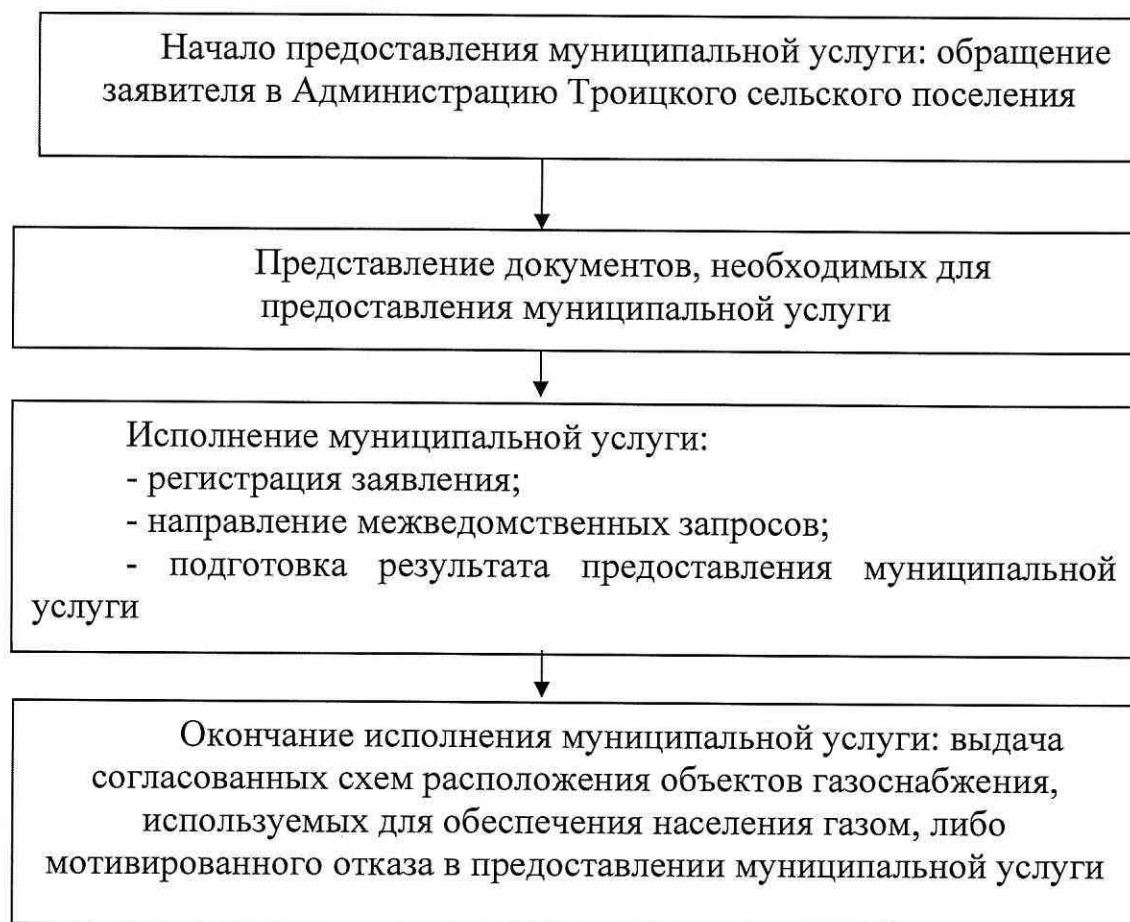 Начало предоставления муниципальной услуги: обращение
заявителя в Администрацию Троицкого сельского поселения
Представление документов, необходимых для
предоставления муниципальной услуги
Исполнение муниципальной услуги:
- регистрация заявления;
- направление межведомственных запросов;
- подготовка результата предоставления муниципальной
услуги
Окончание исполнения муниципальной услуги: выдача
согласованных схем расположения объектов газоснабжения,
используемых для обеспечения населения газом, либо
мотивированного отказа в предоставлении муниципальной услуги